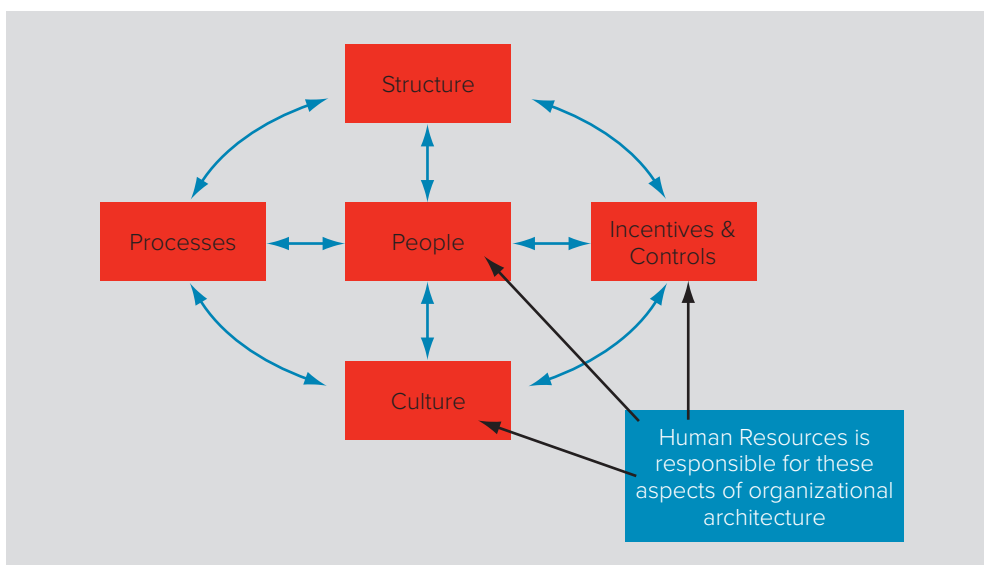 Structure
Processes
People
Incentives &
Controls
Culture
Human Resources is
responsible for these
aspects of organizational
architecture